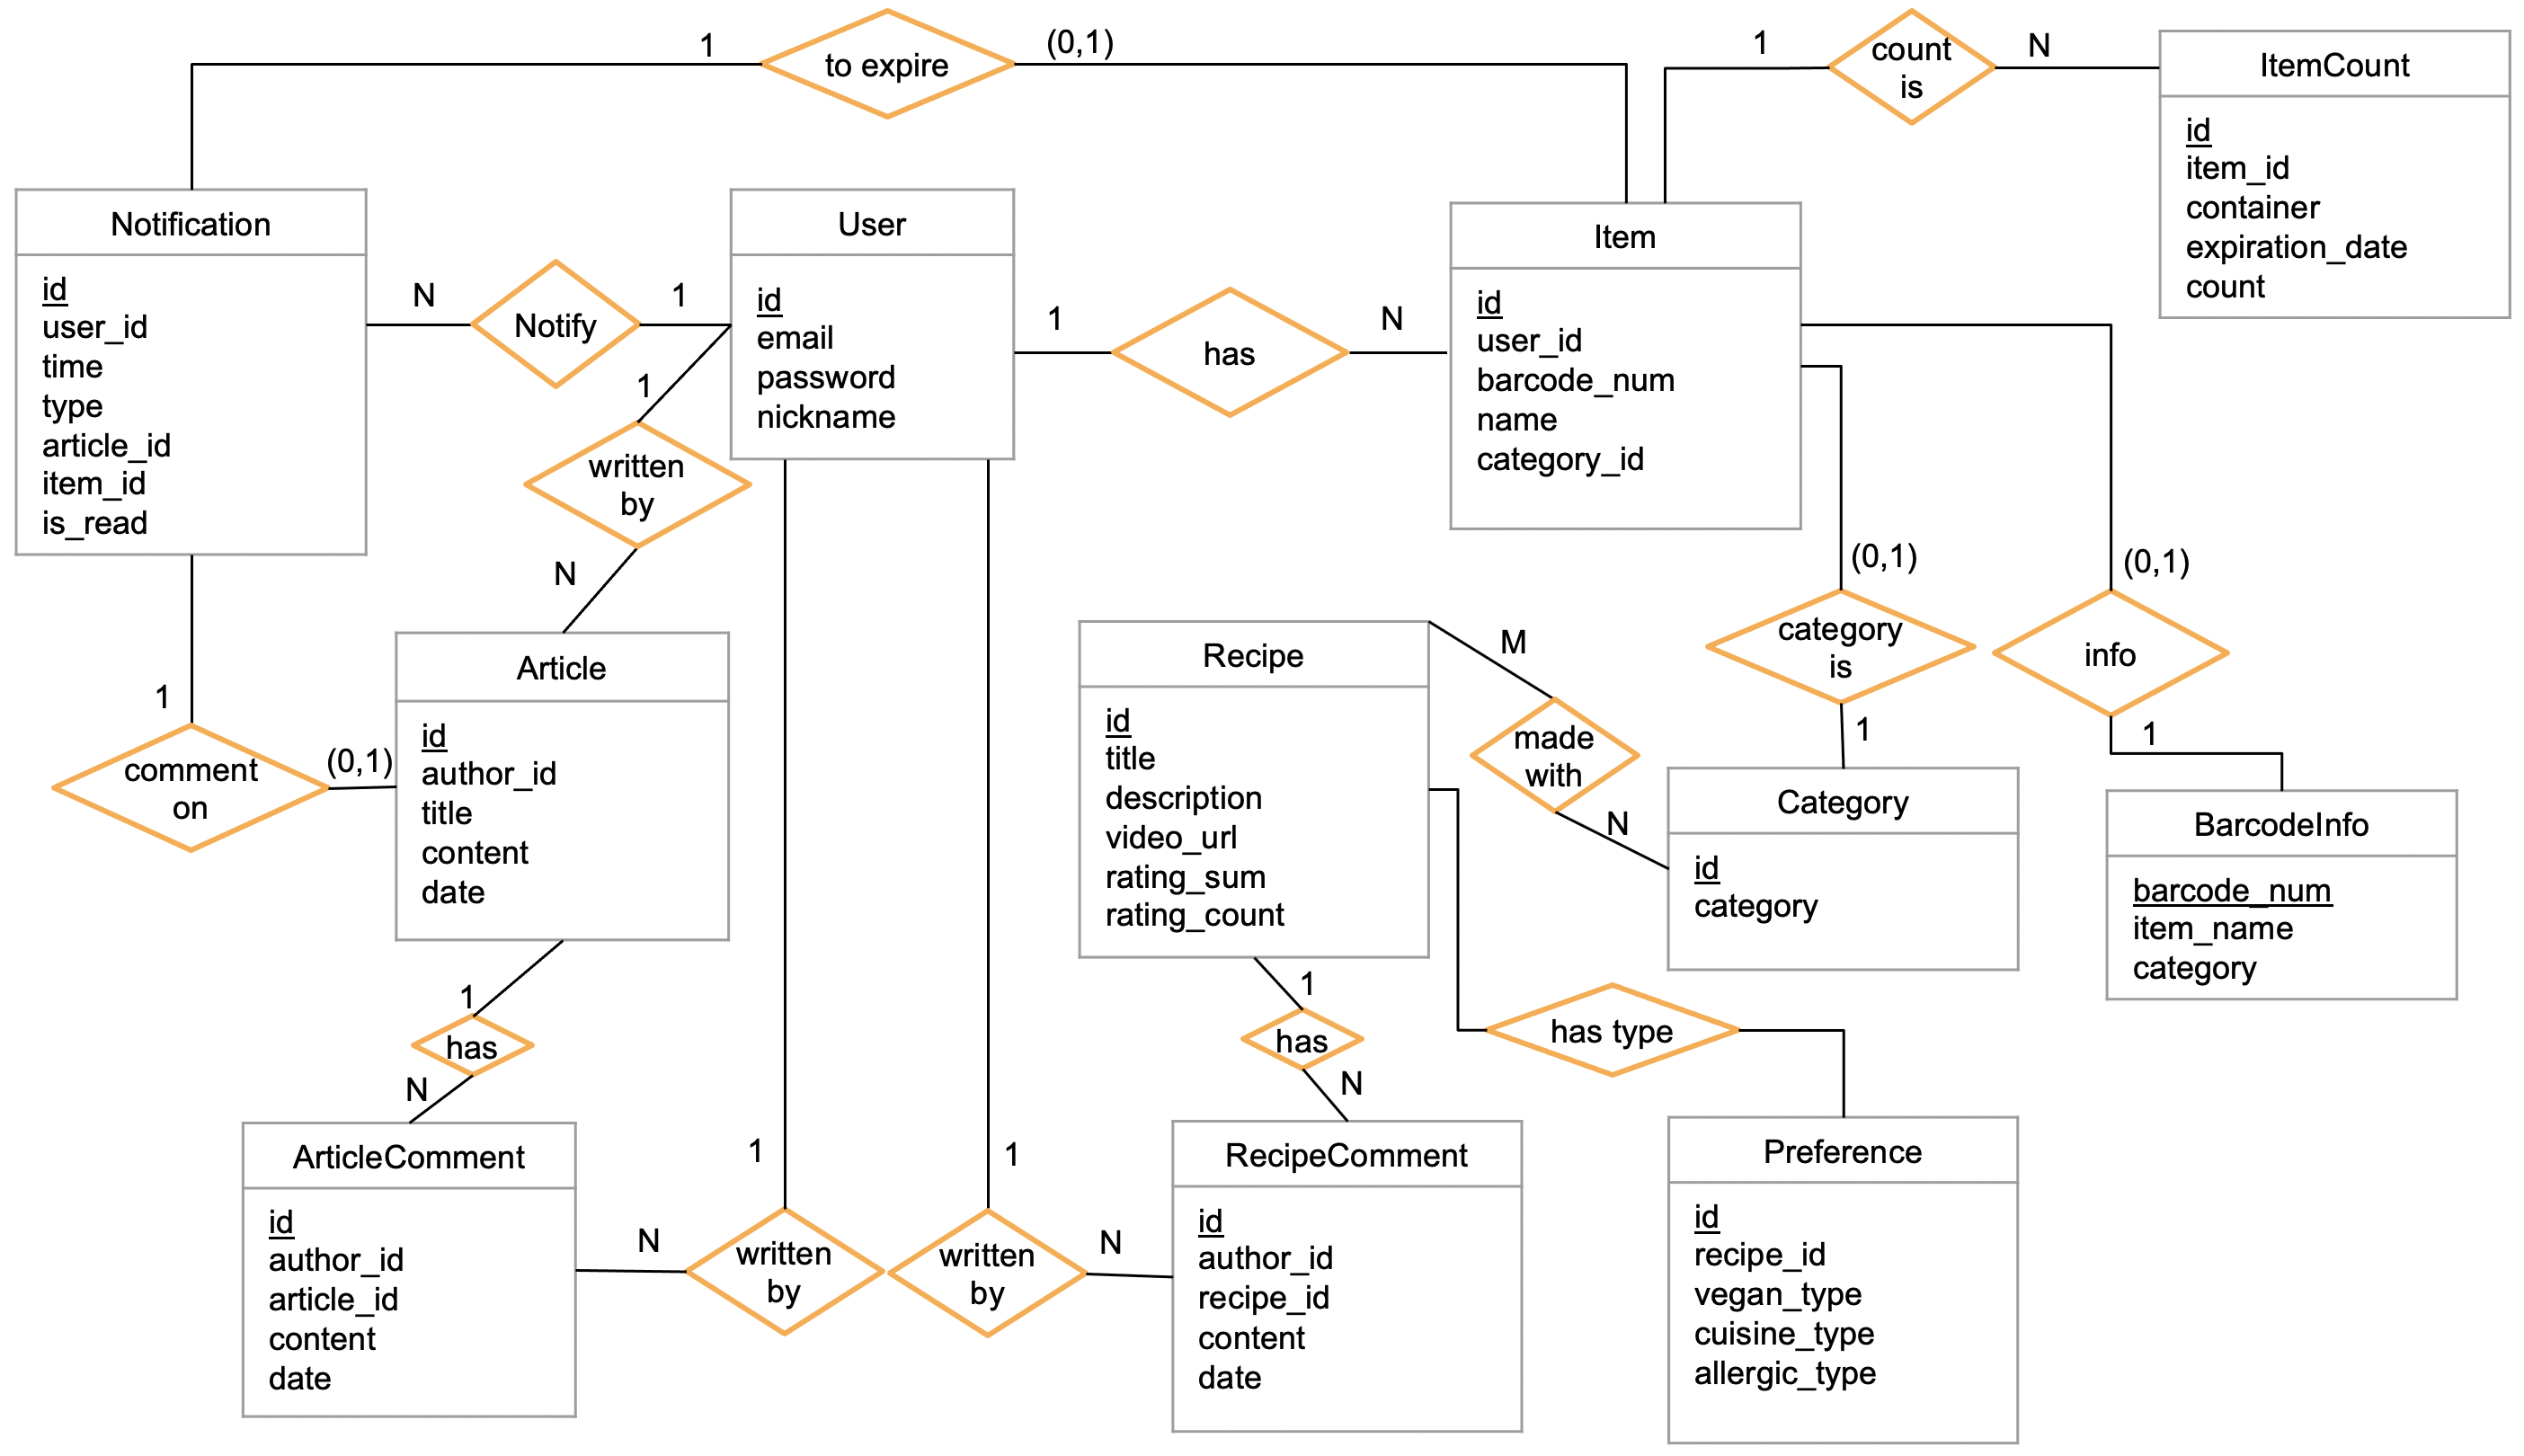 1
to expire
(0,1)
1
count
is
N
ItemCount
id
item_id
container
expiration_date
count
Notification
id
user_id
time
type
article_id
item_id
is_read
N
Notify
1
User
id
email
password
nickname
1
has
N
Item
id
user_id
barcode_num
name
category_id
1
written
by
N
(0,1)
category
is
1
(0,1)
info
1
1
comment
on
(0,1)
Article
id
author_id
title
content
date
Recipe
id
title
description
video_url
rating_sum
rating_count
M
made
with
N
Category
id
category
BarcodeInfo
barcode_num
item_name
category
1
has
N
1
has
N
has type
ArticleComment
id
author_id
article_id
content
date
N
1
written
by
1
written
by
N
RecipeComment
id
author_id
recipe_id
content
date
Preference
id
recipe_id
vegan_type
cuisine_type
allergic_type